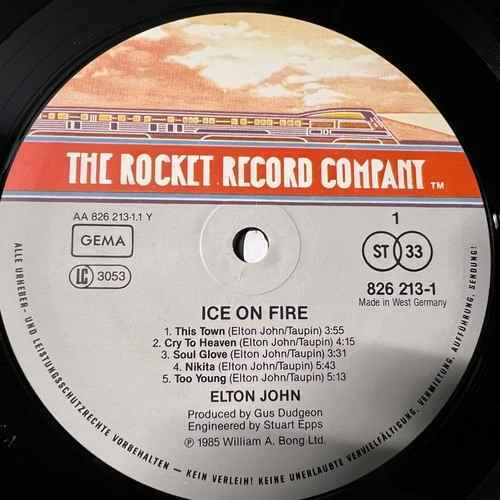 THE ROCKET RECORD COMPANY TM
AA 826 213-1.1 Y
GEMA
LC 3053
1
ST 33
826 213-1
Made in West Germany
ICE ON FIRE
1. This Town (Elton John/Taupin) 3:55
2. Cry To Heaven (Elton John/Taupin) 4:15
3. Soul Glove (Elton John/Taupin) 3:31
4. Nikita (Elton John/Taupin) 5:43
5. Too Young (Elton John/Taupin) 5:13
ELTON JOHN
Produced by Gus Dudgeon
Engineered by Stuart Epps
℗ 1985 William A. Bong Ltd.
ALLE URHEBER- UND LEISTUNGSSCHUTZRECHTE VORBEHALTEN – KEIN VERLEIH! KEINE UNERLAUBTE VERVIELFÄLTIGUNG, VERMIETUNG, AUFFÜHRUNG, SENDUNG!